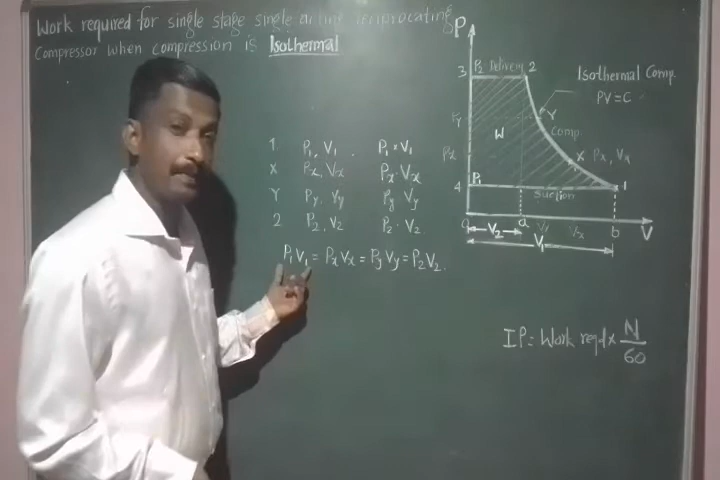 Work required for single stage single acting reciprocating
Compressor when compression is Isothermal
1 P₁, V₁ P₁ × V₁
X Pₓ, Vₓ Pₓ · Vₓ
Y Py, Vy Py · Vy
2 P₂, V₂ P₂ · V₂
P₁V₁ = PₓVₓ = PyVy = P₂V₂
P
3 P₂ Delivery 2
Isothermal Comp.
PV = C
Py Y
W Comp
Pₓ X Pₓ, Vₓ
4 P₁ 1
Suction
0 a b V
V₂ Vy Vₓ
V₁
IP = Work reqd × N/60